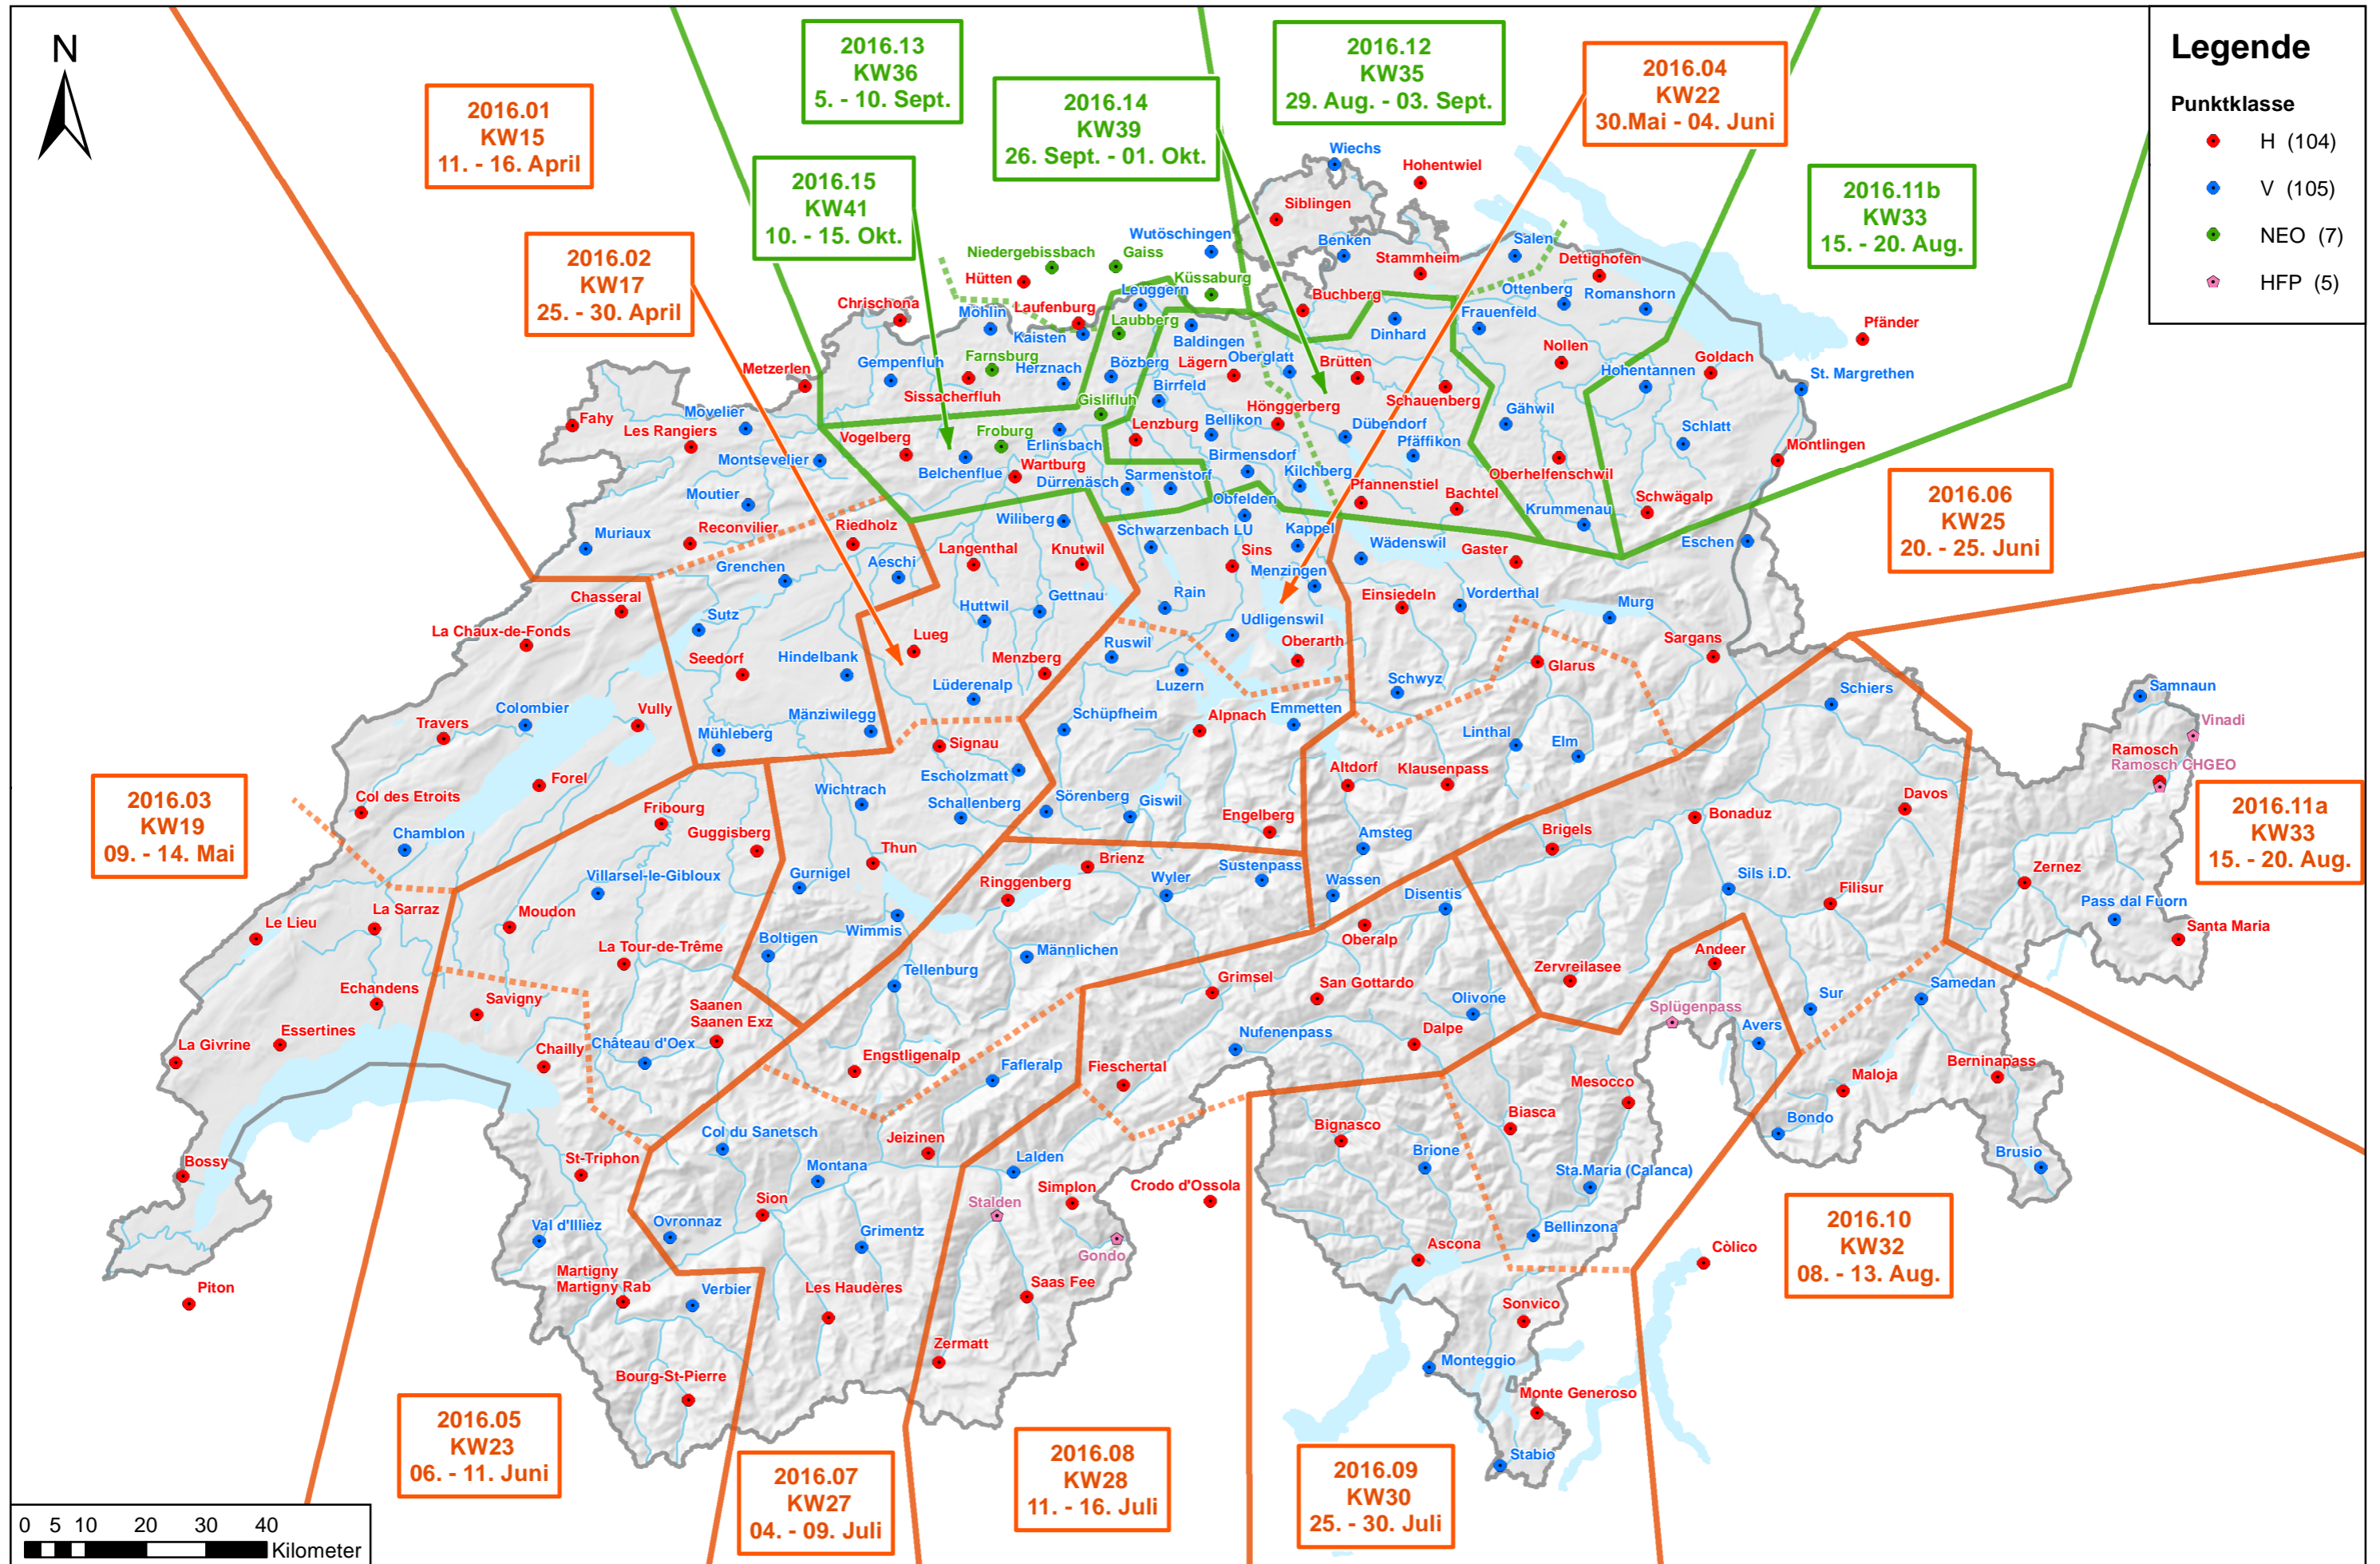 N
2016.01
KW15
11. - 16. April
2016.02
KW17
25. - 30. April
2016.13
KW36
5. - 10. Sept.
2016.15
KW41
10. - 15. Okt.
2016.14
KW39
26. Sept. - 01. Okt.
2016.12
KW35
29. Aug. - 03. Sept.
2016.04
KW22
30.Mai - 04. Juni
2016.11b
KW33
15. - 20. Aug.
Legende
Punktklasse
H (104)
V (105)
NEO (7)
HFP (5)
2016.06
KW25
20. - 25. Juni
2016.11a
KW33
15. - 20. Aug.
2016.03
KW19
09. - 14. Mai
2016.10
KW32
08. - 13. Aug.
2016.05
KW23
06. - 11. Juni
2016.07
KW27
04. - 09. Juli
2016.08
KW28
11. - 16. Juli
2016.09
KW30
25. - 30. Juli
Wiechs
Hohentwiel
Siblingen
Wutöschingen
Benken
Salen
Niedergebissbach
Gaiss
Stammheim
Dettighofen
Hütten
Küssaburg
Leuggern
Buchberg
Ottenberg
Romanshorn
Chrischona
Möhlin
Laufenburg
Laubberg
Frauenfeld
Pfänder
Kaisten
Baldingen
Dinhard
Metzerlen
Gempenfluh
Farnsburg
Herznach
Bözberg
Lägern
Oberglatt
Brütten
Nollen
Goldach
Hohentannen
St. Margrethen
Sissacherfluh
Birrfeld
Schauenberg
Fahy
Movelier
Gislifluh
Hönggerberg
Gähwil
Les Rangiers
Vogelberg
Froburg
Erlinsbach
Lenzburg
Bellikon
Dübendorf
Pfäffikon
Schlatt
Montlingen
Montsevelier
Belchenflue
Wartburg
Dürrenäsch
Sarmenstorf
Birmensdorf
Kilchberg
Oberhelfenschwil
Moutier
Obfelden
Pfannenstiel
Bachtel
Schwägalp
Krummenau
Muriaux
Reconvilier
Riedholz
Wiliberg
Schwarzenbach LU
Kappel
Wädenswil
Gaster
Eschen
Grenchen
Aeschi
Langenthal
Knutwil
Sins
Menzingen
Chasseral
Sutz
Huttwil
Gettnau
Rain
Einsiedeln
Vorderthal
Murg
La Chaux-de-Fonds
Lueg
Udligenswil
Oberarth
Sargans
Seedorf
Hindelbank
Menzberg
Ruswil
Glarus
Lüderenalp
Luzern
Schwyz
Schiers
Samnaun
Travers
Colombier
Vully
Mänziwilegg
Schüpfheim
Alpnach
Emmetten
Vinadi
Mühleberg
Signau
Linthal
Elm
Ramosch
Ramosch CHGEO
Col des Etroits
Forel
Escholzmatt
Altdorf
Klausenpass
Wichtrach
Schallenberg
Sörenberg
Giswil
Engelberg
Bonaduz
Davos
Fribourg
Guggisberg
Chamblon
Thun
Brienz
Amsteg
Brigels
Villarsel-le-Gibloux
Gurnigel
Ringgenberg
Wyler
Sustenpass
Wassen
Disentis
Sils i.D.
Filisur
Zernez
Pass dal Fuorn
Santa Maria
Le Lieu
La Sarraz
Moudon
Wimmis
Oberalp
La Tour-de-Trême
Boltigen
Männlichen
Andeer
Tellenburg
Grimsel
San Gottardo
Zervreilasee
Echandens
Savigny
Saanen
Saanen Exz
Olivone
Splügenpass
Sur
Samedan
La Givrine
Essertines
Chailly
Château d'Oex
Engstligenalp
Nufenenpass
Dalpe
Avers
Fafleralp
Fieschertal
Mesocco
Maloja
Berninapass
Col du Sanetsch
Jeizinen
Bignasco
Biasca
Bondo
Bossy
St-Triphon
Montana
Lalden
Brione
Sta.Maria (Calanca)
Brusio
Sion
Stalden
Simplon
Crodo d'Ossola
Val d'Illiez
Ovronnaz
Grimentz
Gondo
Bellinzona
Ascona
Còlico
Piton
Martigny
Martigny Rab
Verbier
Les Haudères
Saas Fee
Sonvico
Zermatt
Monteggio
Bourg-St-Pierre
Monte Generoso
Stabio
0 5 10 20 30 40
Kilometer